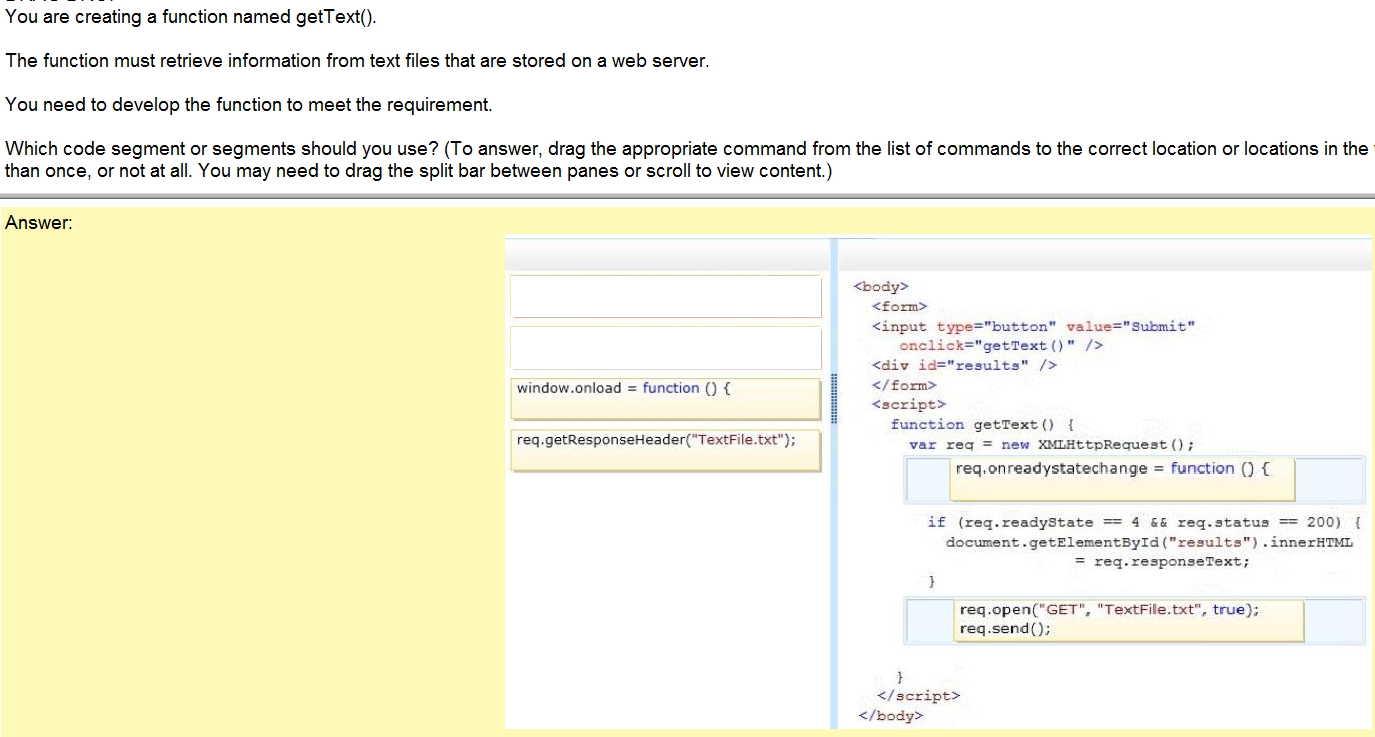 You are creating a function named getText().
The function must retrieve information from text files that are stored on a web server.
You need to develop the function to meet the requirement.
Which code segment or segments should you use? (To answer, drag the appropriate command from the list of commands to the correct location or locations in the
than once, or not at all. You may need to drag the split bar between panes or scroll to view content.)
Answer:
window.onload = function () {
req.getResponseHeader("TextFile.txt");
<body>
<form>
<input type="button" value="Submit"
onclick="getText()" />
<div id="results" />
</form>
<script>
function getText() {
var req = new XMLHttpRequest();
req.onreadystatechange = function () {
if (req.readyState == 4 && req.status == 200) {
document.getElementById("results").innerHTML
= req.responseText;
}
req.open("GET", "TextFile.txt", true);
req.send();
}
</script>
</body>